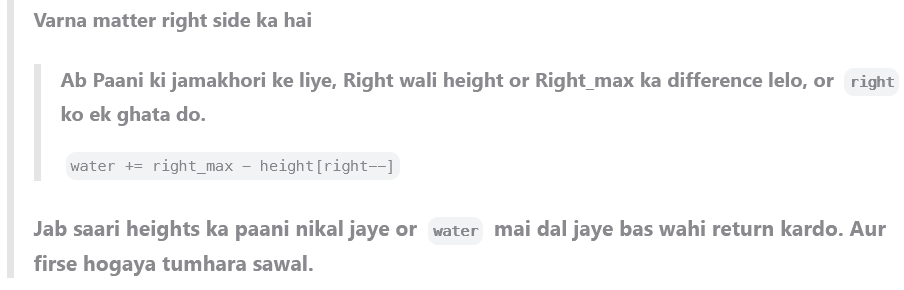 Varna matter right side ka hai
Ab Paani ki jamakhori ke liye, Right wali height or Right_max ka difference lelo, or right
ko ek ghata do.
water += right_max - height[right--]
Jab saari heights ka paani nikal jaye or water mai dal jaye bas wahi return kardo. Aur
firse hogaya tumhara sawal.